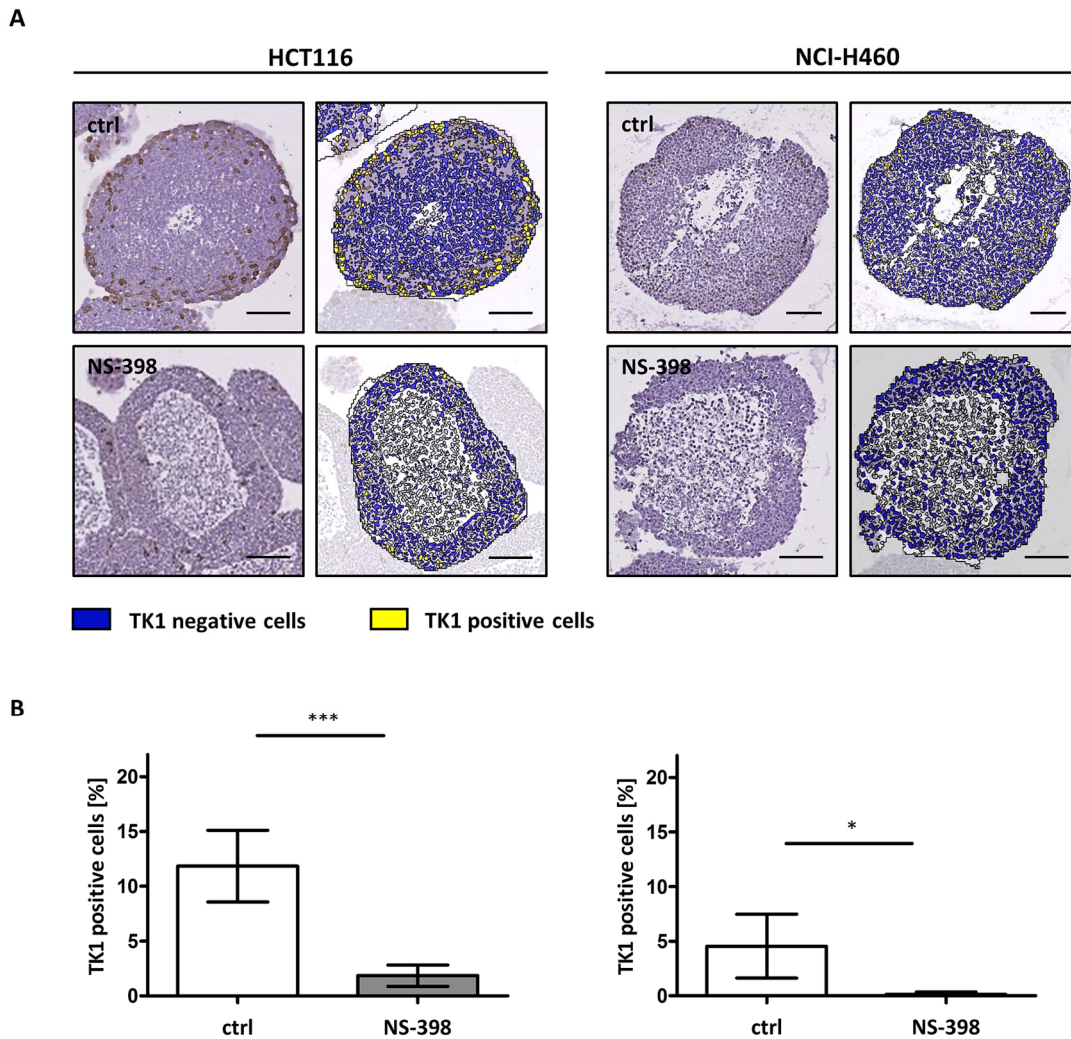 A
HCT116
NCI-H460
ctrl
ctrl
NS-398
NS-398
TK1 negative cells
TK1 positive cells
B
***
*
TK1 positive cells [%]
20
15
10
5
0
ctrl
NS-398
TK1 positive cells [%]
20
15
10
5
0
ctrl
NS-398